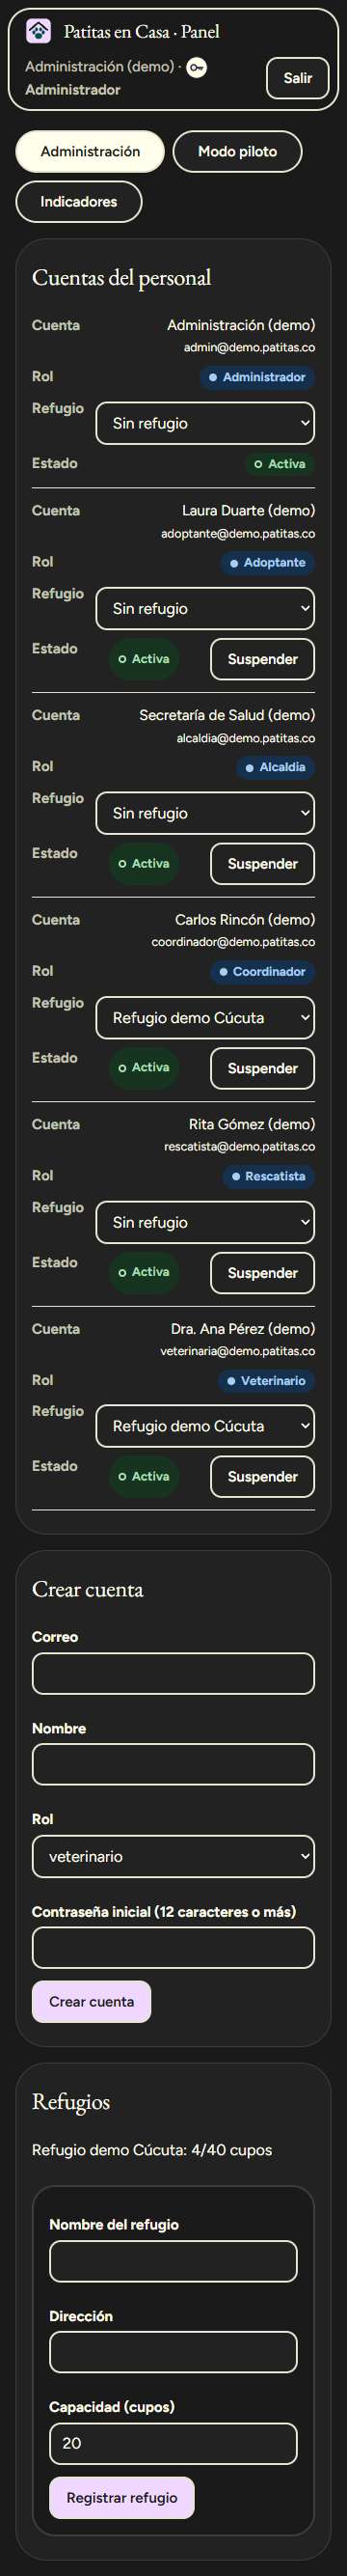 Patitas en Casa · Panel
Administración (demo) ·
Administrador
Salir
Administración
Modo piloto
Indicadores
Cuentas del personal
Cuenta
Administración (demo)
admin@demo.patitas.co
Rol
Administrador
Refugio
Sin refugio
Estado
Activa
Cuenta
Laura Duarte (demo)
adoptante@demo.patitas.co
Rol
Adoptante
Refugio
Sin refugio
Estado
Activa
Suspender
Cuenta
Secretaría de Salud (demo)
alcaldia@demo.patitas.co
Rol
Alcaldia
Refugio
Sin refugio
Estado
Activa
Suspender
Cuenta
Carlos Rincón (demo)
coordinador@demo.patitas.co
Rol
Coordinador
Refugio
Refugio demo Cúcuta
Estado
Activa
Suspender
Cuenta
Rita Gómez (demo)
rescatista@demo.patitas.co
Rol
Rescatista
Refugio
Sin refugio
Estado
Activa
Suspender
Cuenta
Dra. Ana Pérez (demo)
veterinaria@demo.patitas.co
Rol
Veterinario
Refugio
Refugio demo Cúcuta
Estado
Activa
Suspender
Crear cuenta
Correo
Nombre
Rol
veterinario
Contraseña inicial (12 caracteres o más)
Crear cuenta
Refugios
Refugio demo Cúcuta: 4/40 cupos
Nombre del refugio
Dirección
Capacidad (cupos)
20
Registrar refugio